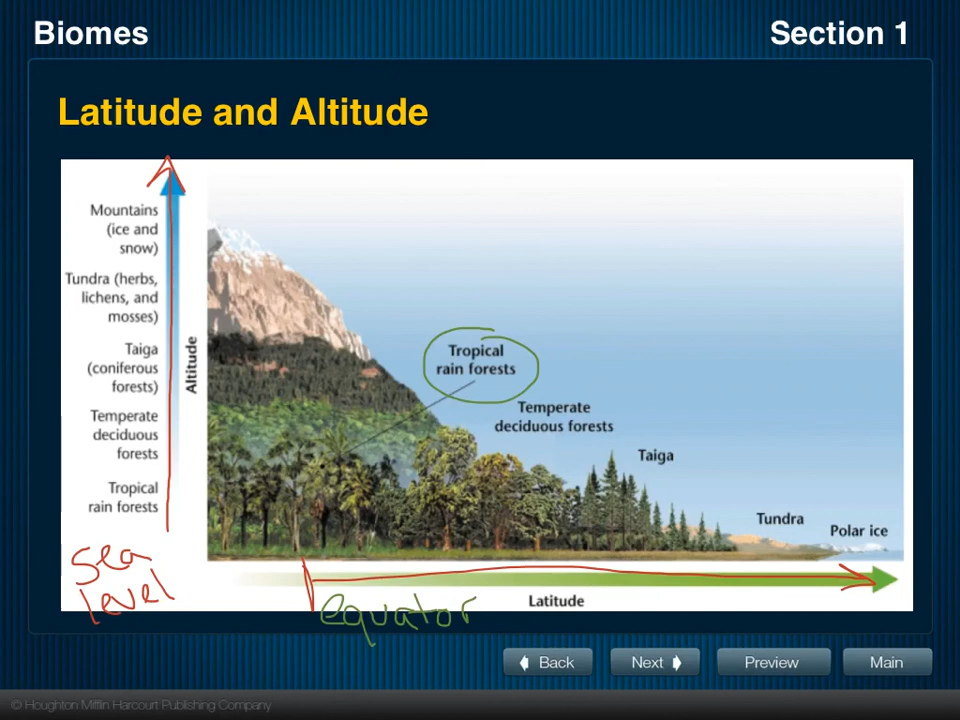 Biomes
Section 1
Latitude and Altitude
Mountains
(ice and
snow)
Tundra (herbs,
lichens, and
mosses)
Taiga
(coniferous
forests)
Temperate
deciduous
forests
Tropical
rain forests
Altitude
Tropical
rain forests
Temperate
deciduous forests
Taiga
Tundra
Polar ice
sea
level
equator
Latitude
Back
Next
Preview
Main
© Houghton Mifflin Harcourt Publishing Company